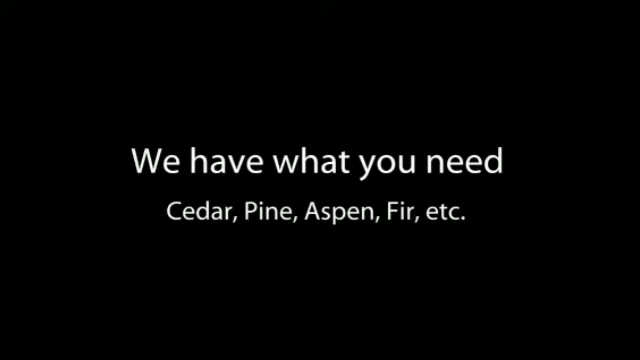 We have what you need
Cedar, Pine, Aspen, Fir, etc.